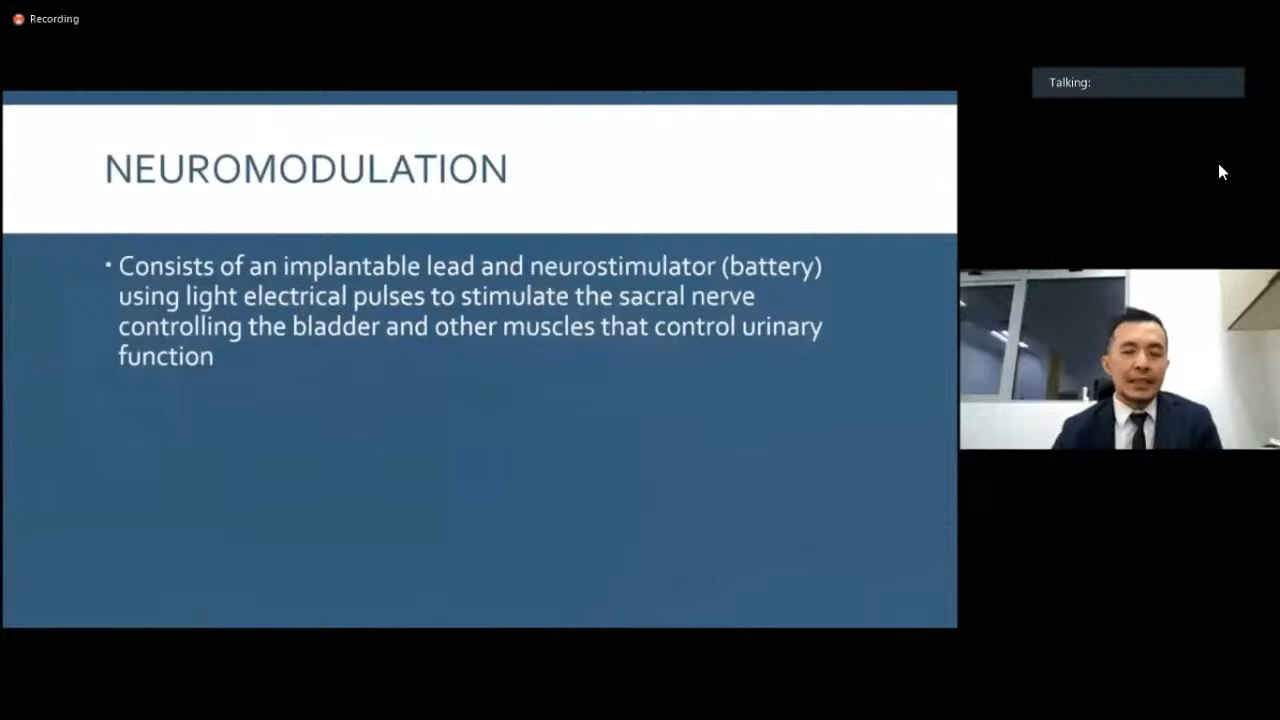 Recording
Talking:
NEUROMODULATION
▪ Consists of an implantable lead and neurostimulator (battery)
using light electrical pulses to stimulate the sacral nerve
controlling the bladder and other muscles that control urinary
function